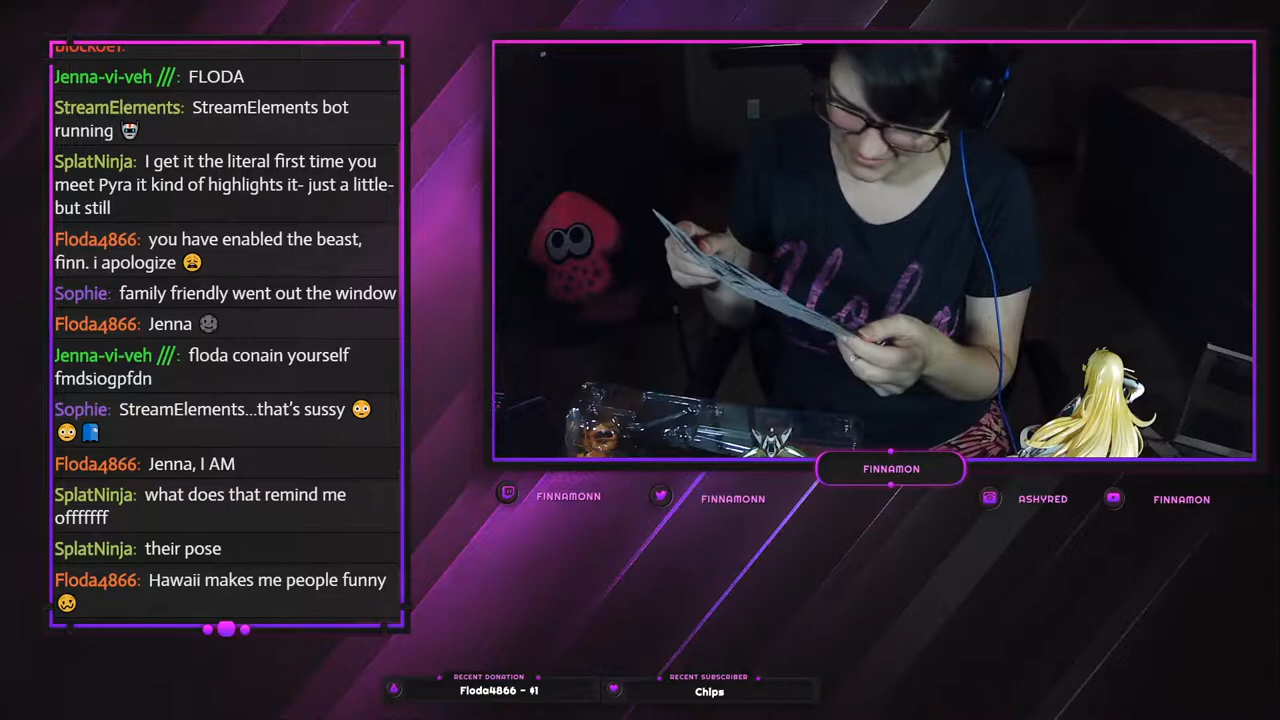 Blockoe1:
Jenna-vi-veh ///: FLODA
StreamElements: StreamElements bot
running
SplatNinja: I get it the literal first time you
meet Pyra it kind of highlights it- just a little-
but still
Floda4866: you have enabled the beast,
finn. i apologize
Sophie: family friendly went out the window
Floda4866: Jenna
Jenna-vi-veh ///: floda conain yourself
fmdsiogpfdn
Sophie: StreamElements...that's sussy
Floda4866: Jenna, I AM
SplatNinja: what does that remind me
offfffff
SplatNinja: their pose
Floda4866: Hawaii makes me people funny
FINNAMON
FINNAMONN
FINNAMONN
ASHYRED
FINNAMON
RECENT DONATION
Floda4866 - $1
RECENT SUBSCRIBER
Chips